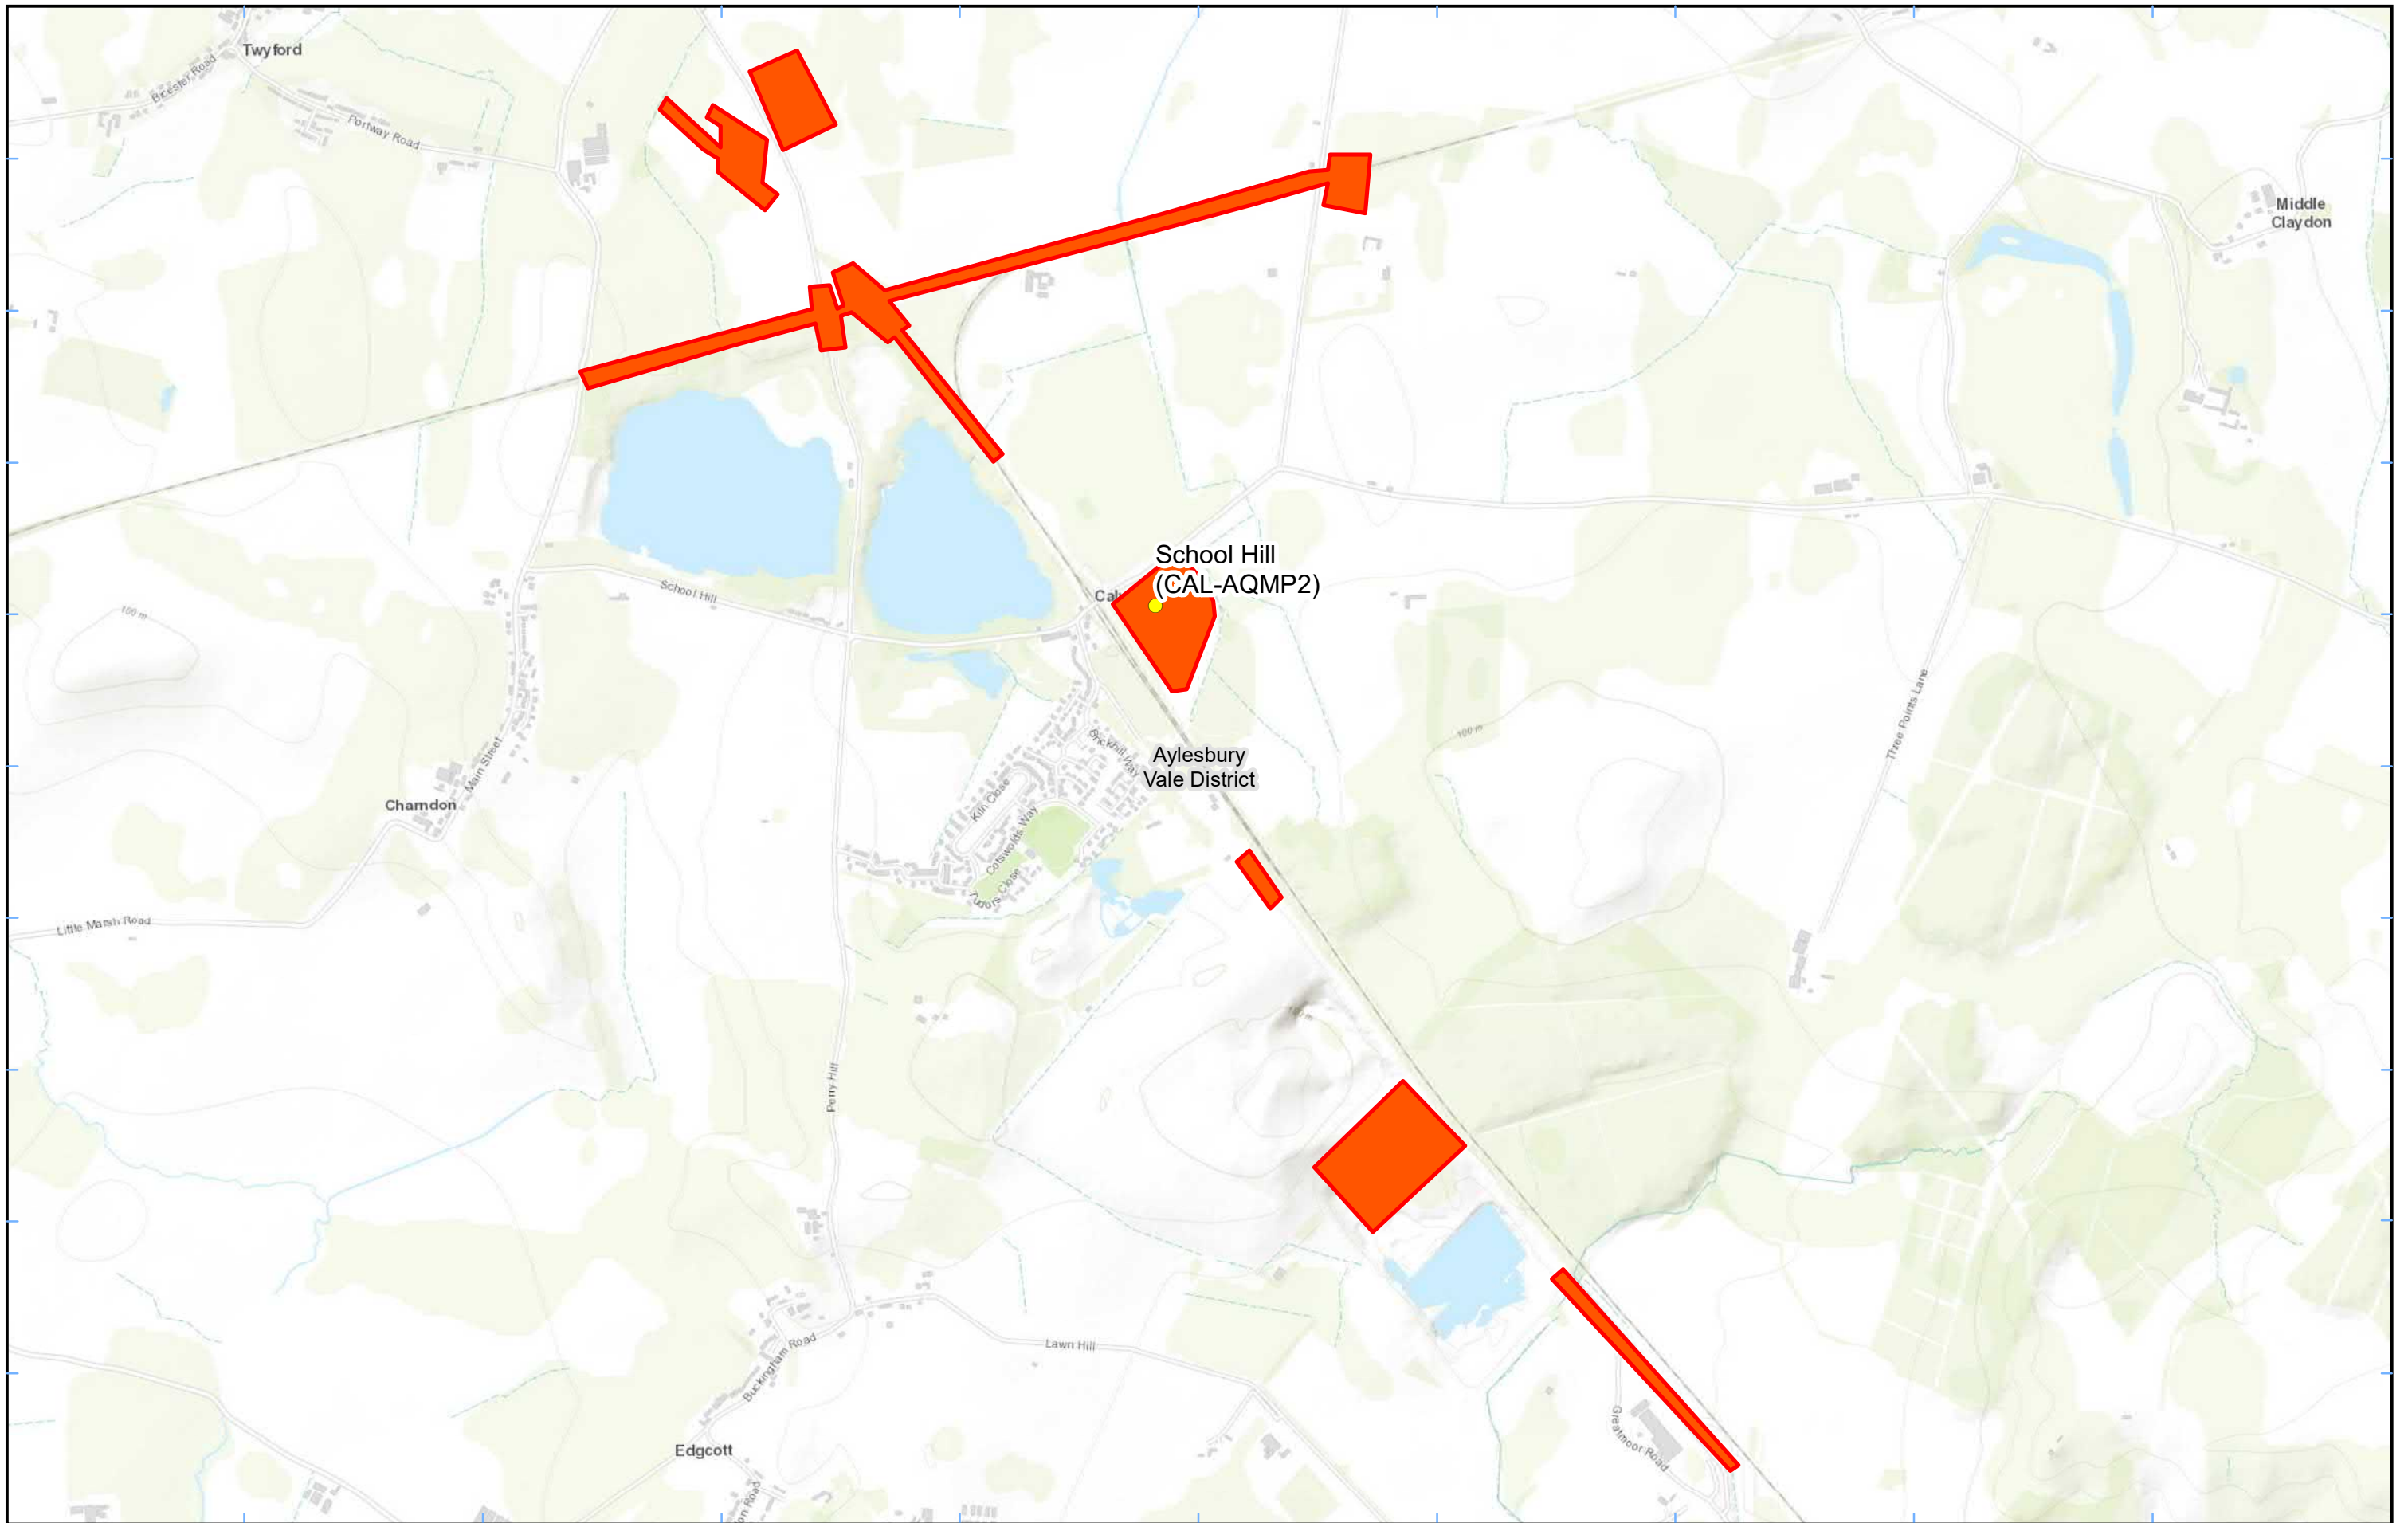 Twyford
Bicester Road
Portway Road
Middle
Claydon
School Hill
(CAL-AQMP2)
School Hill
100 m
Three Points Lane
100 m
Brickhill Way
Aylesbury
Vale District
Main Street
Charndon
Kiln Close
Cotswolds Way
Tudors Close
Little Marsh Road
Perry Hill
Lawn Hill
Buckingham Road
Greatmoor Road
Edgcott